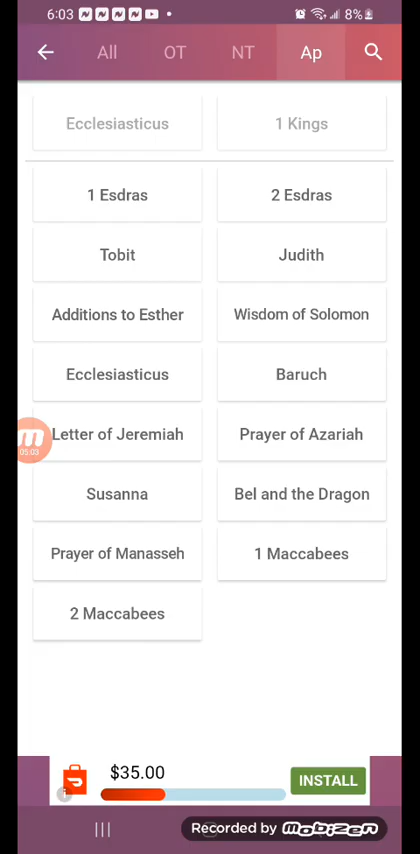 6:03 8%
All OT NT Ap
Ecclesiasticus 1 Kings
1 Esdras 2 Esdras
Tobit Judith
Additions to Esther Wisdom of Solomon
Ecclesiasticus Baruch
Letter of Jeremiah Prayer of Azariah
05:03
Susanna Bel and the Dragon
Prayer of Manasseh 1 Maccabees
2 Maccabees
$35.00
INSTALL
Recorded by mobizen